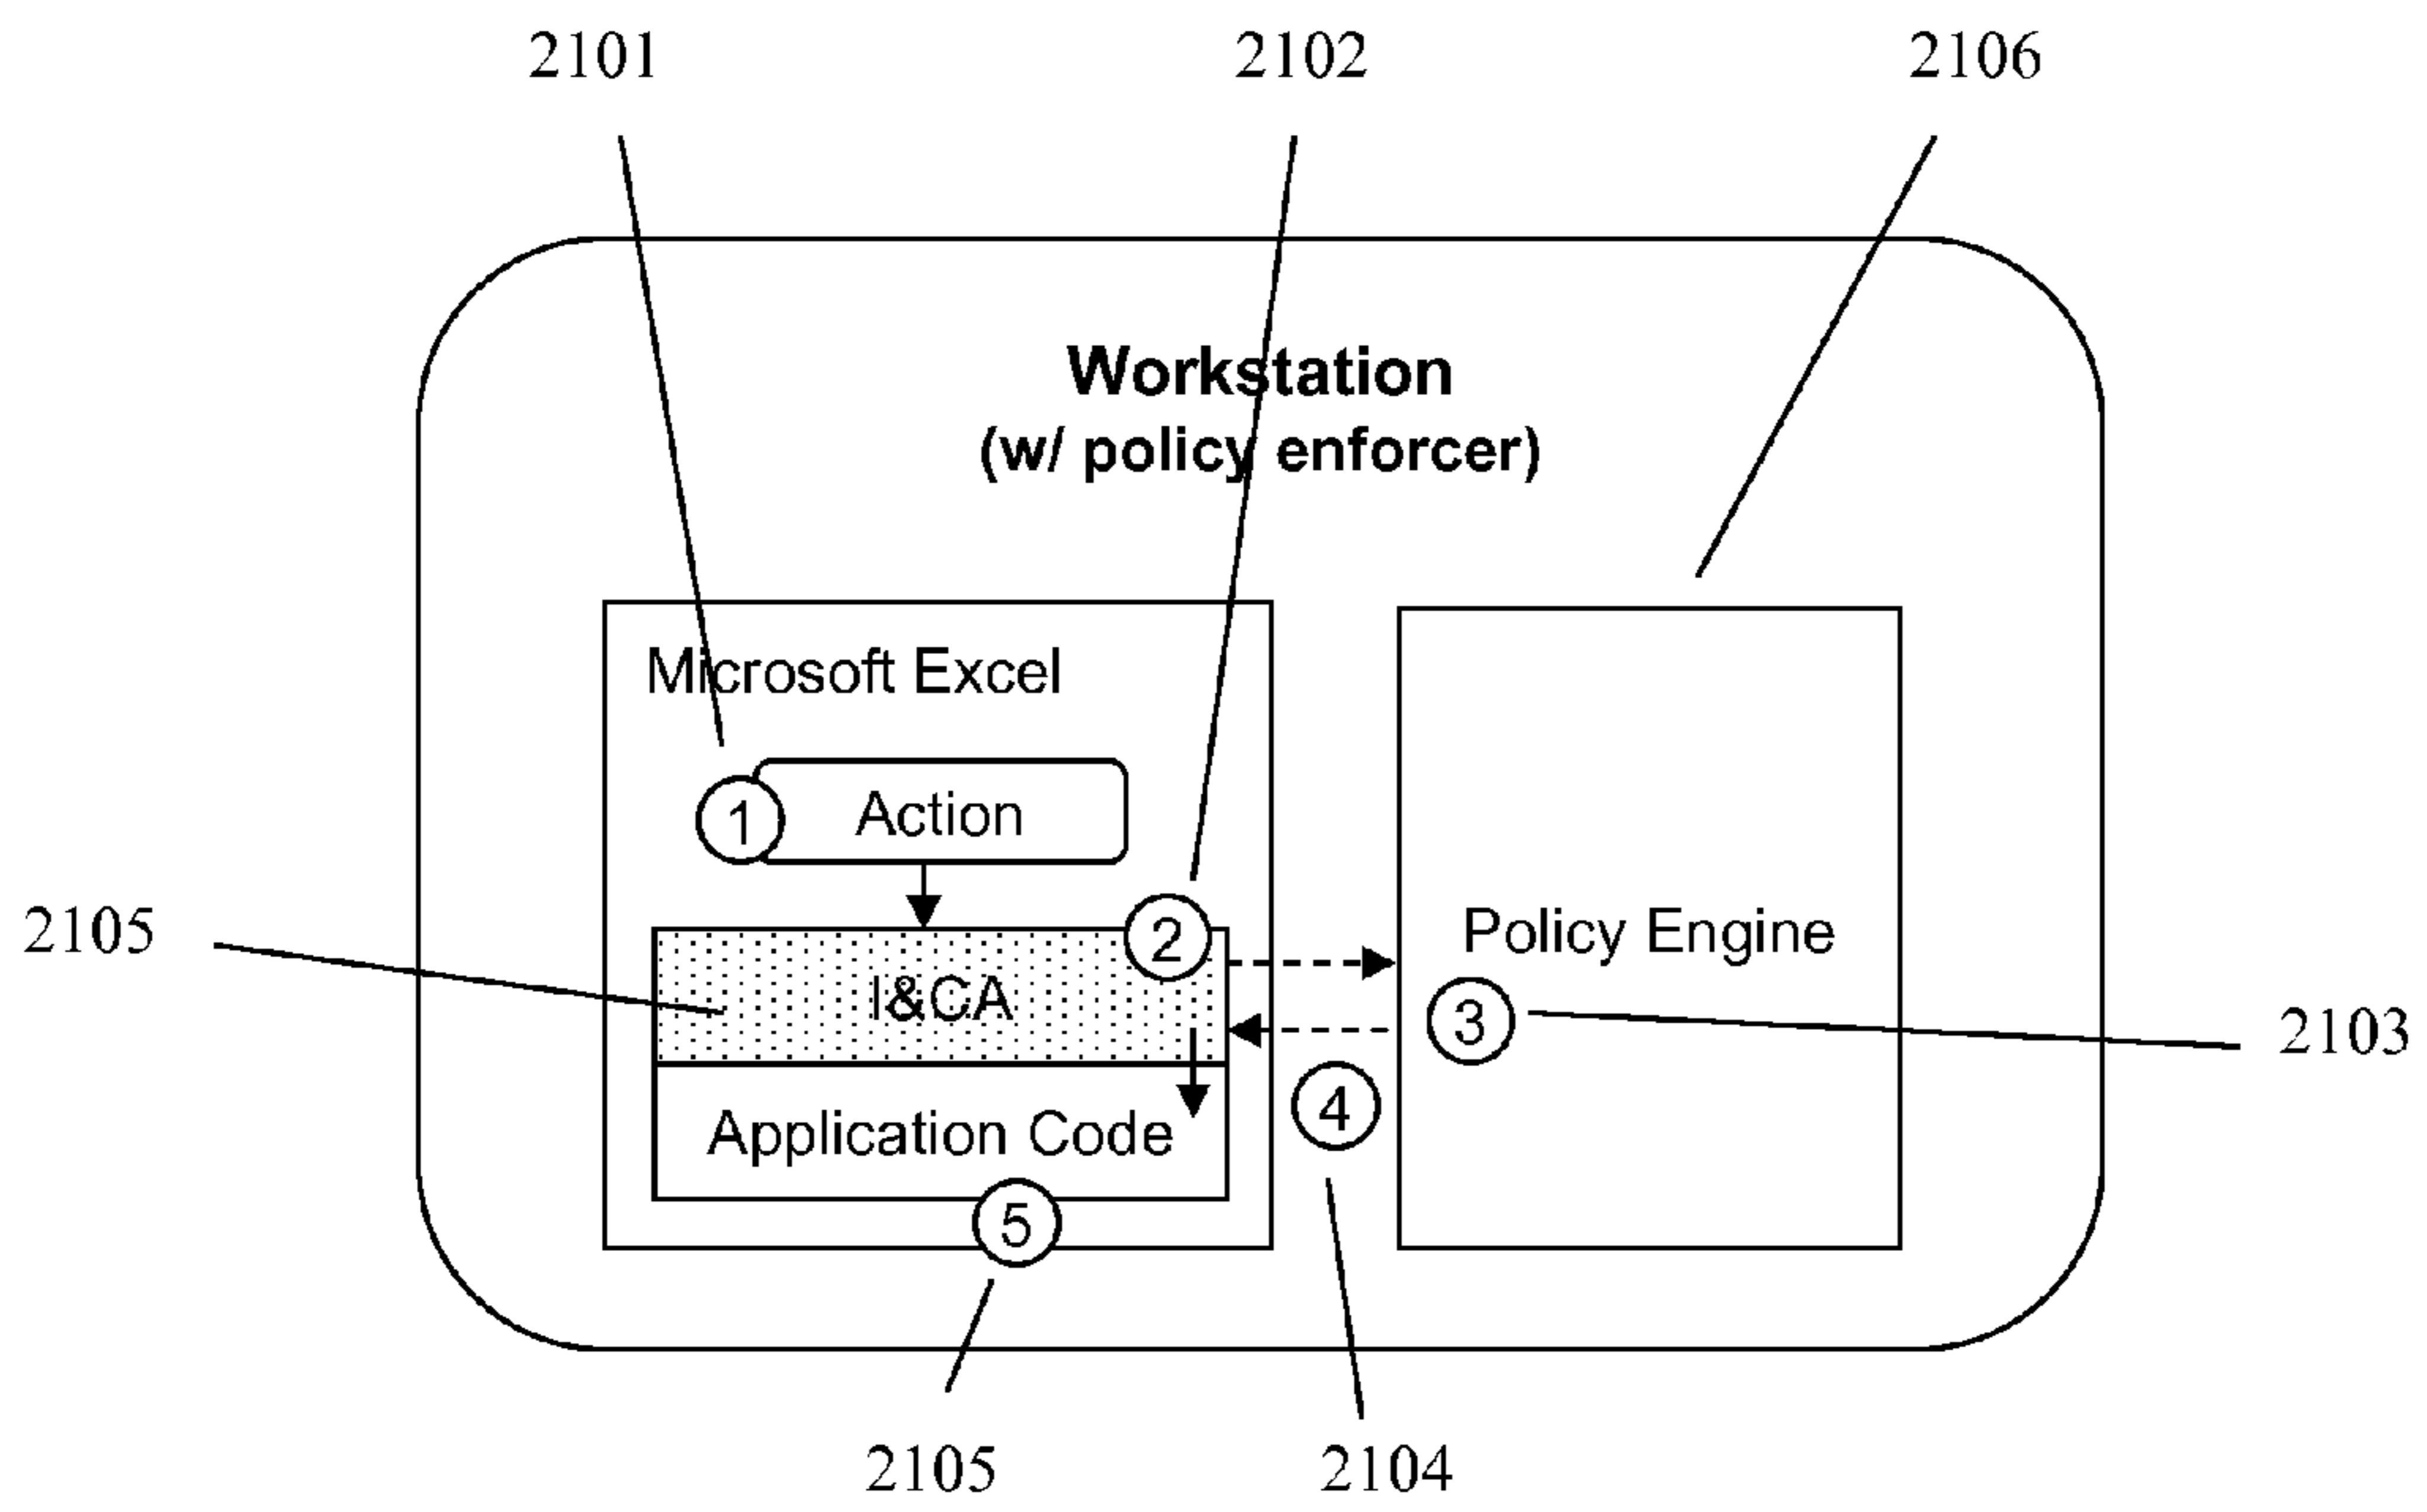 2101
2102
2106
Workstation
(w/ policy enforcer)
Microsoft Excel
1
Action
2105
2
Policy Engine
I&CA
3
2103
4
Application Code
5
2105
2104